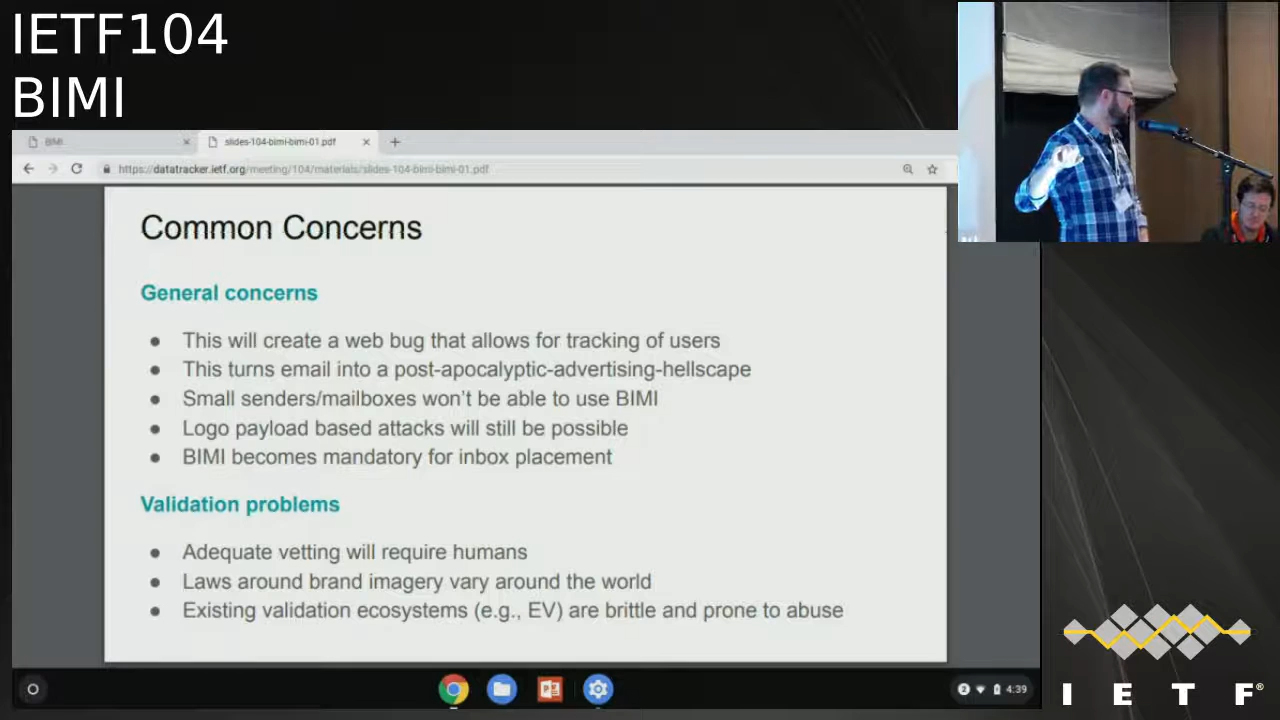 IETF104
BIMI
BIMI
slides-104-bimi-bimi-01.pdf
https://datatracker.ietf.org/meeting/104/materials/slides-104-bimi-bimi-01.pdf
Common Concerns
General concerns
● This will create a web bug that allows for tracking of users
● This turns email into a post-apocalyptic-advertising-hellscape
● Small senders/mailboxes won't be able to use BIMI
● Logo payload based attacks will still be possible
● BIMI becomes mandatory for inbox placement
Validation problems
● Adequate vetting will require humans
● Laws around brand imagery vary around the world
● Existing validation ecosystems (e.g., EV) are brittle and prone to abuse
2 4:39
I E T F®